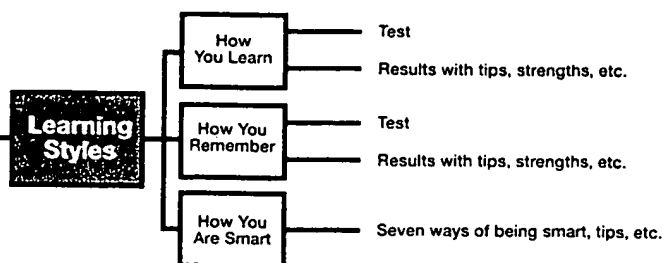 Learning
Styles
How
You Learn
Test
Results with tips, strengths, etc.
How You
Remember
Test
Results with tips, strengths, etc.
How You
Are Smart
Seven ways of being smart, tips, etc.